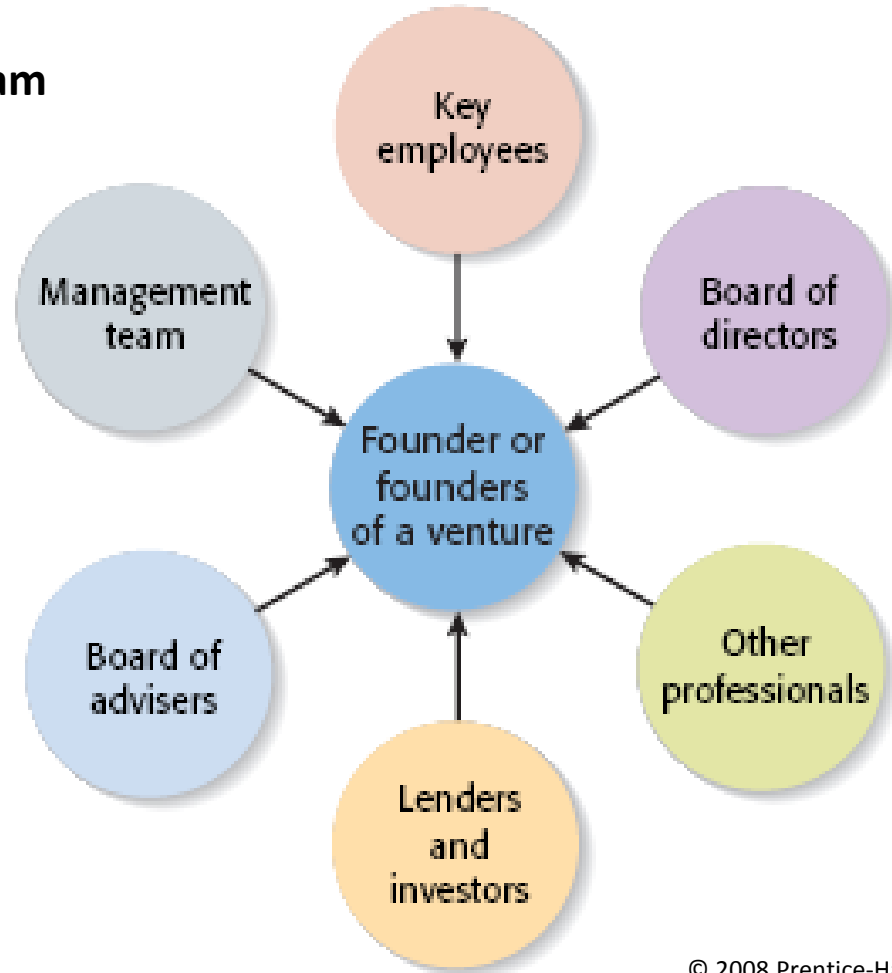 am
Key
employees
Management
team
Board of
directors
Founder or
founders
of a venture
Board of
advisers
Other
professionals
Lenders
and
investors
© 2008 Prentice-H